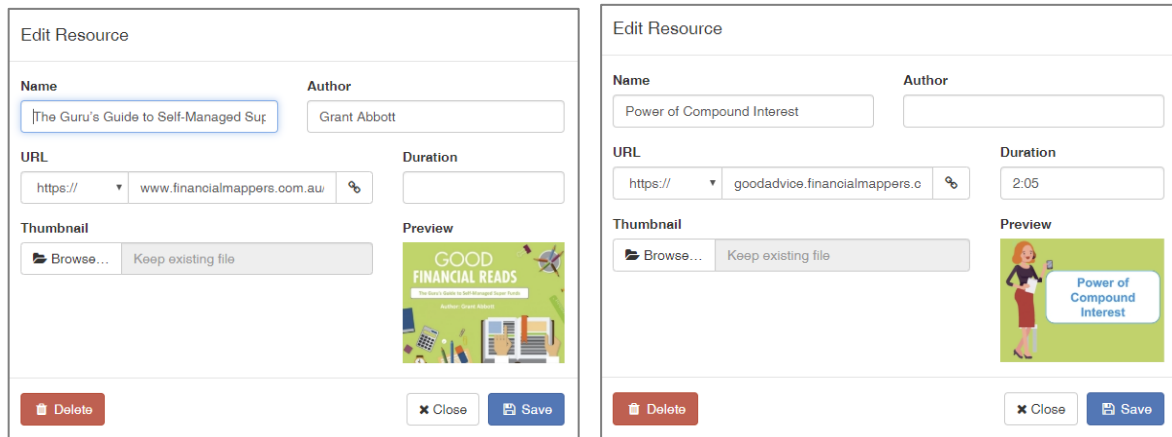 Edit Resource
Name Author
The Guru's Guide to Self-Managed Sup Grant Abbott
URL Duration
https:// www.financialmappers.com.au/
Thumbnail Preview
Browse... Keep existing file
GOOD
FINANCIAL READS
The Guru's Guide to Self-Managed Super Funds
Author: Grant Abbott
Delete Close Save
Edit Resource
Name Author
Power of Compound Interest
URL Duration
https:// goodadvice.financialmappers.c 2:05
Thumbnail Preview
Browse... Keep existing file
Power of
Compound
Interest
Delete Close Save